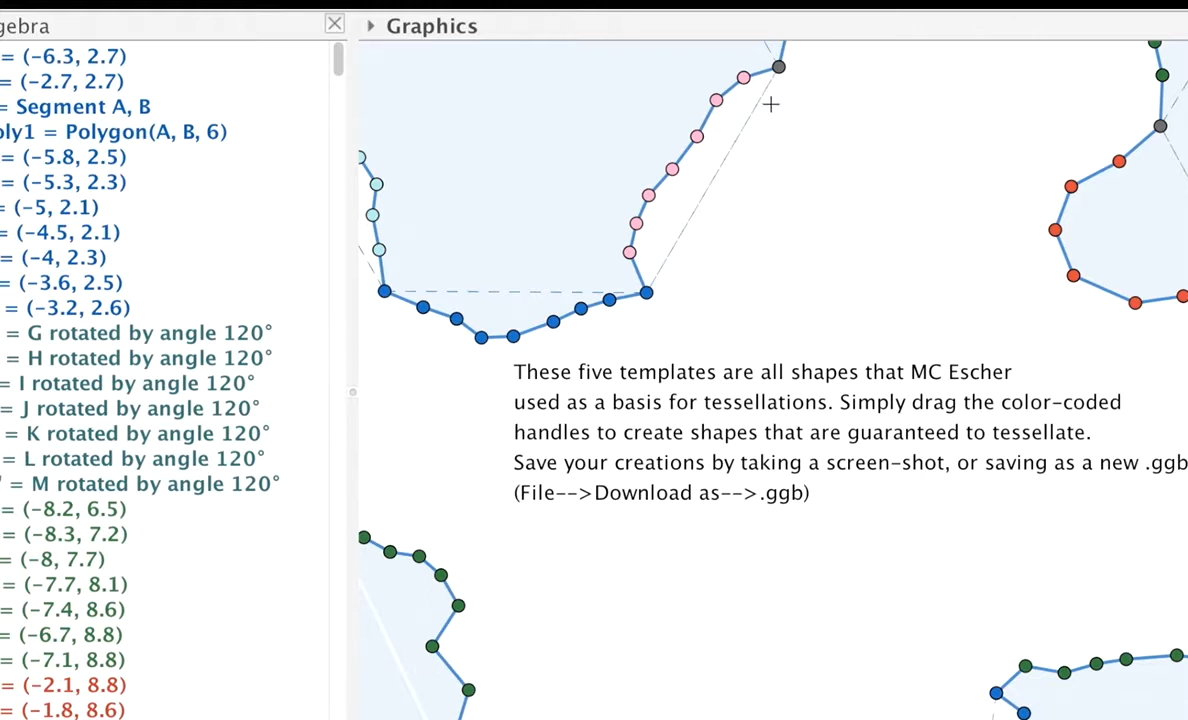 gebra
Graphics
= (-6.3, 2.7)
= (-2.7, 2.7)
= Segment A, B
oly1 = Polygon(A, B, 6)
= (-5.8, 2.5)
= (-5.3, 2.3)
= (-5, 2.1)
= (-4.5, 2.1)
= (-4, 2.3)
= (-3.6, 2.5)
= (-3.2, 2.6)
= G rotated by angle 120°
= H rotated by angle 120°
= I rotated by angle 120°
= J rotated by angle 120°
= K rotated by angle 120°
= L rotated by angle 120°
' = M rotated by angle 120°
= (-8.2, 6.5)
= (-8.3, 7.2)
= (-8, 7.7)
= (-7.7, 8.1)
= (-7.4, 8.6)
= (-6.7, 8.8)
= (-7.1, 8.8)
= (-2.1, 8.8)
= (-1.8, 8.6)
These five templates are all shapes that MC Escher
used as a basis for tessellations. Simply drag the color-coded
handles to create shapes that are guaranteed to tessellate.
Save your creations by taking a screen-shot, or saving as a new .ggb
(File-->Download as-->.ggb)